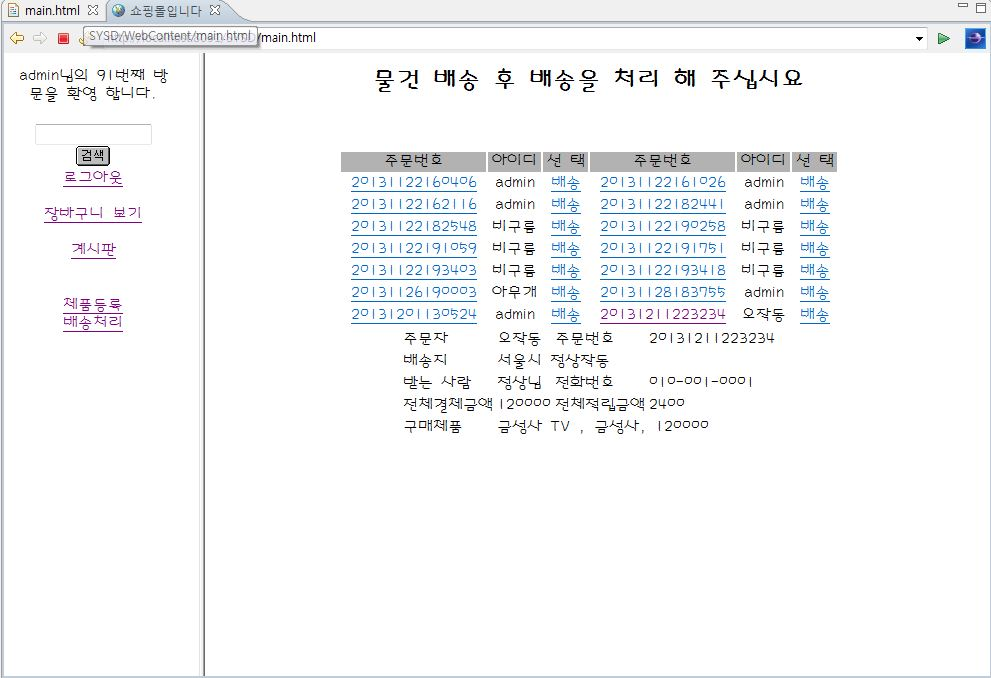 main.html 쇼핑몰입니다
SYSD/WebContent/main.html /main.html
admin님의 91번째 방
문을 환영 합니다.
검색
로그아웃
장바구니 보기
게시판
제품등록
배송처리
물건 배송 후 배송을 처리 해 주십시요
주문번호 아이디 선 택 주문번호 아이디 선 택
20131122160406 admin 배송 20131122161026 admin 배송
20131122162116 admin 배송 20131122182441 admin 배송
20131122182548 비구름 배송 20131122190258 비구름 배송
20131122191059 비구름 배송 20131122191751 비구름 배송
20131122193403 비구름 배송 20131122193418 비구름 배송
20131126190003 아무개 배송 20131128183755 admin 배송
20131201130524 admin 배송 20131211223234 오작동 배송
주문자 오작동 주문번호 20131211223234
배송지 서울시 정상작동
받는 사람 정상님 전화번호 010-001-0001
전체결체금액 120000 전체적립금액 2400
구매제품 금성사 TV , 금성사, 120000